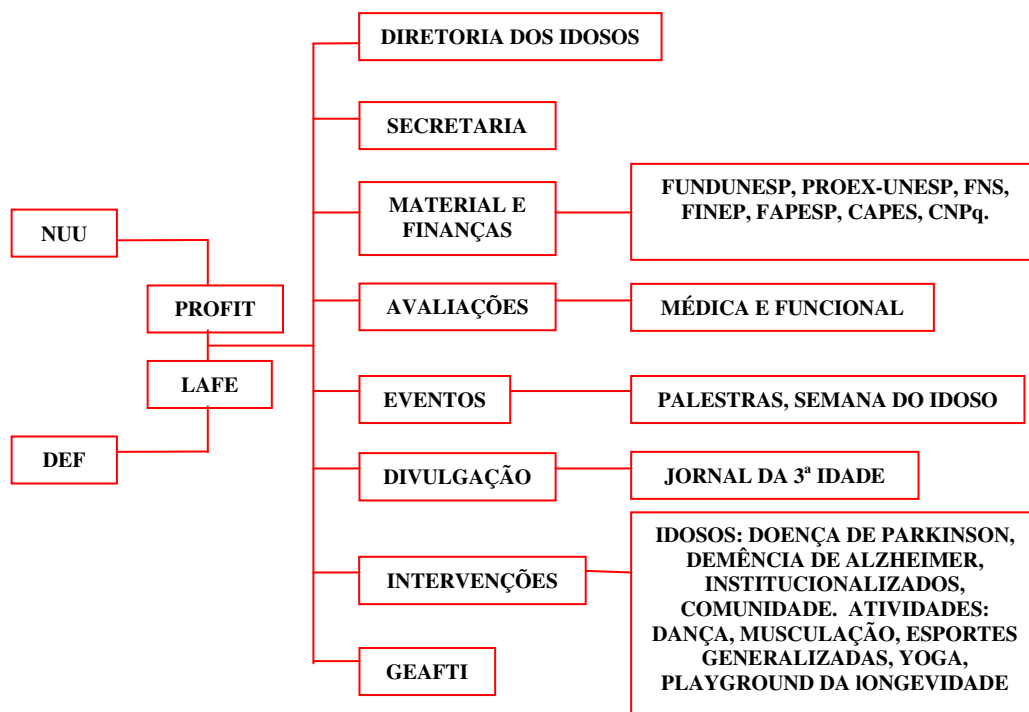 NUU
PROFIT
LAFE
DEF
DIRETORIA DOS IDOSOS
SECRETARIA
MATERIAL E
FINANÇAS
FUNDUNESP, PROEX-UNESP, FNS,
FINEP, FAPESP, CAPES, CNPq.
AVALIAÇÕES
MÉDICA E FUNCIONAL
EVENTOS
PALESTRAS, SEMANA DO IDOSO
DIVULGAÇÃO
JORNAL DA 3ª IDADE
INTERVENÇÕES
IDOSOS: DOENÇA DE PARKINSON,
DEMÊNCIA DE ALZHEIMER,
INSTITUCIONALIZADOS,
COMUNIDADE. ATIVIDADES:
DANÇA, MUSCULAÇÃO, ESPORTES
GENERALIZADAS, YOGA,
PLAYGROUND DA lONGEVIDADE
GEAFTI